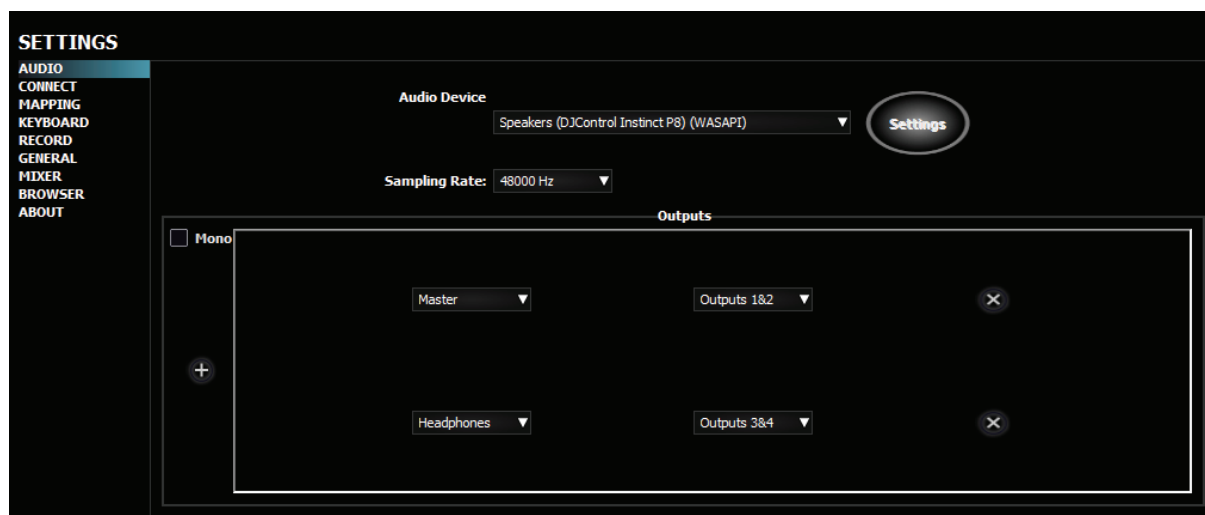 SETTINGS
AUDIO
CONNECT
MAPPING
KEYBOARD
RECORD
GENERAL
MIXER
BROWSER
ABOUT
Audio Device
Speakers (DJControl Instinct P8) (WASAPI)
Settings
Sampling Rate: 48000 Hz
Outputs
Mono
Master Outputs 1&2
Headphones Outputs 3&4